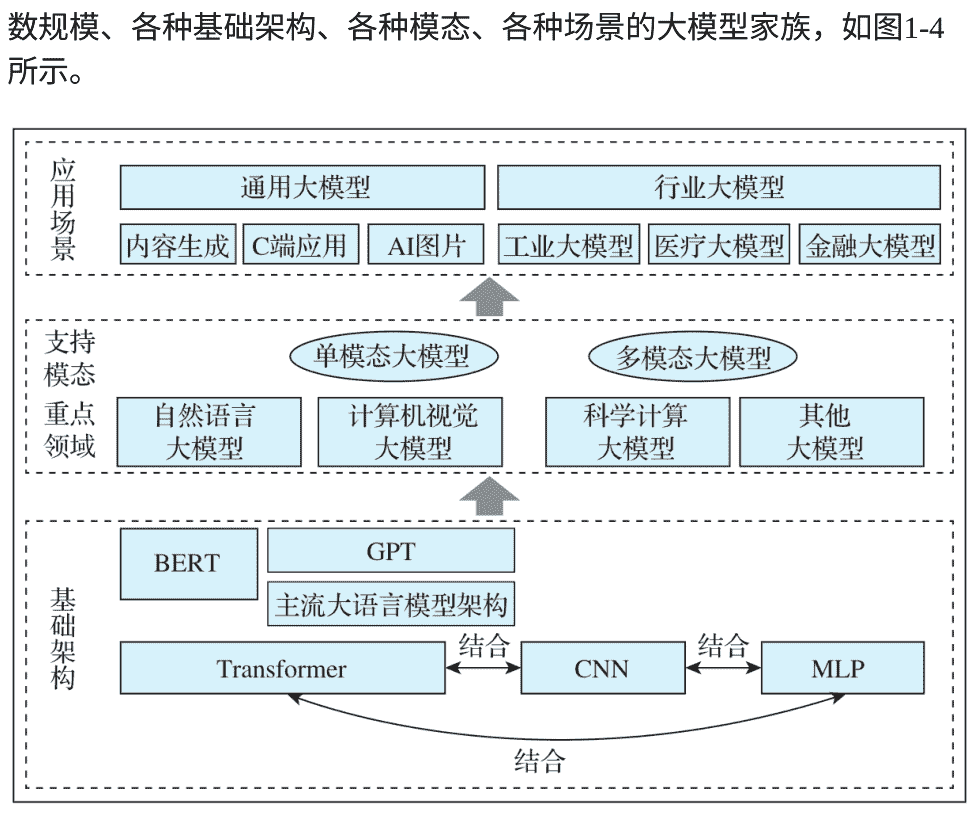 数规模、各种基础架构、各种模态、各种场景的大模型家族，如图1-4
所示。
应用场景
通用大模型
行业大模型
内容生成
C端应用
AI图片
工业大模型
医疗大模型
金融大模型
支持
模态
单模态大模型
多模态大模型
重点
领域
自然语言
大模型
计算机视觉
大模型
科学计算
大模型
其他
大模型
基础架构
BERT
GPT
主流大语言模型架构
Transformer
结合
CNN
结合
MLP
结合